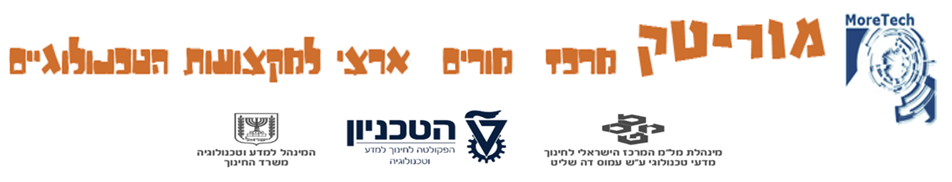 MoreTech
מור-טק מרכז מורים ארצי למקצועות הטכנולוגיים
מינהלת מל"מ המרכז הישראלי לחינוך
מדעי טכנולוגי ע"ש עמוס דה שליט
הטכניון
הפקולטה לחינוך למדע
וטכנולוגיה
המינהל למדע וטכנולוגיה
משרד החינוך